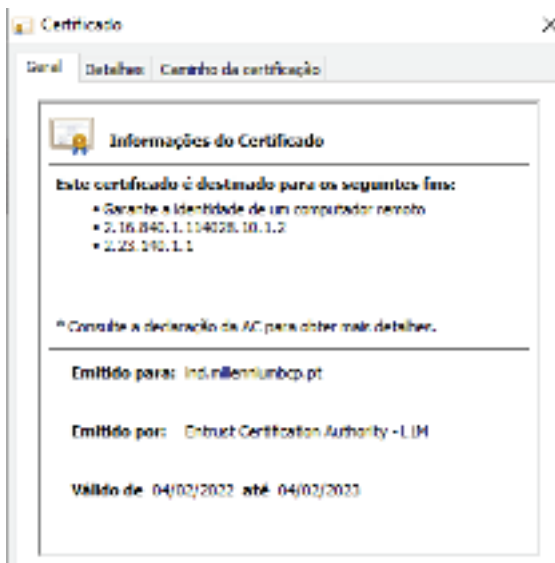 Certificado
Geral Detalhes Caminho da certificação
Informações do Certificado
Este certificado é destinado para os seguintes fins:
• Garante a identidade de um computador remoto
• 2.16.840.1.114028.10.1.2
• 2.23.140.1.1
* Consulte a declaração da AC para obter mais detalhes.
Emitido para: ind.millenniumbcp.pt
Emitido por: Entrust Certification Authority - L1M
Válido de 04/02/2022 até 04/02/2023